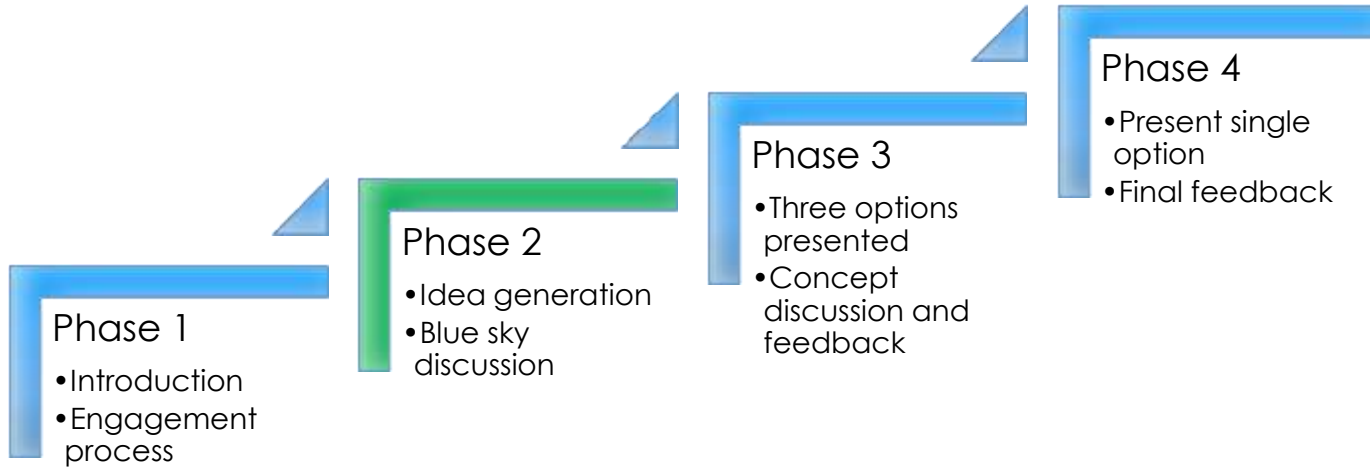 Phase 1
•Introduction
•Engagement
process
Phase 2
•Idea generation
•Blue sky
discussion
Phase 3
•Three options
presented
•Concept
discussion and
feedback
Phase 4
•Present single
option
•Final feedback